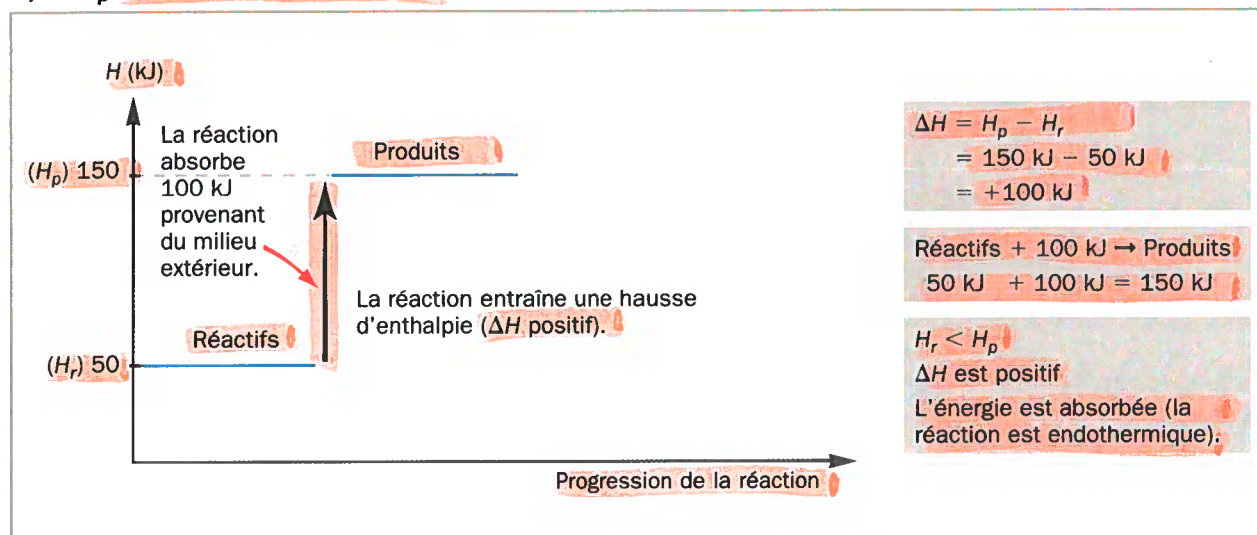 H (kJ)
La réaction
absorbe
100 kJ
provenant
du milieu
extérieur.
Produits
(Hp) 150
La réaction entraîne une hausse
d'enthalpie (ΔH positif).
Réactifs
(Hr) 50
Progression de la réaction
ΔH = Hp − Hr
= 150 kJ − 50 kJ
= +100 kJ
Réactifs + 100 kJ → Produits
50 kJ + 100 kJ = 150 kJ
Hr < Hp
ΔH est positif
L'énergie est absorbée (la
réaction est endothermique).